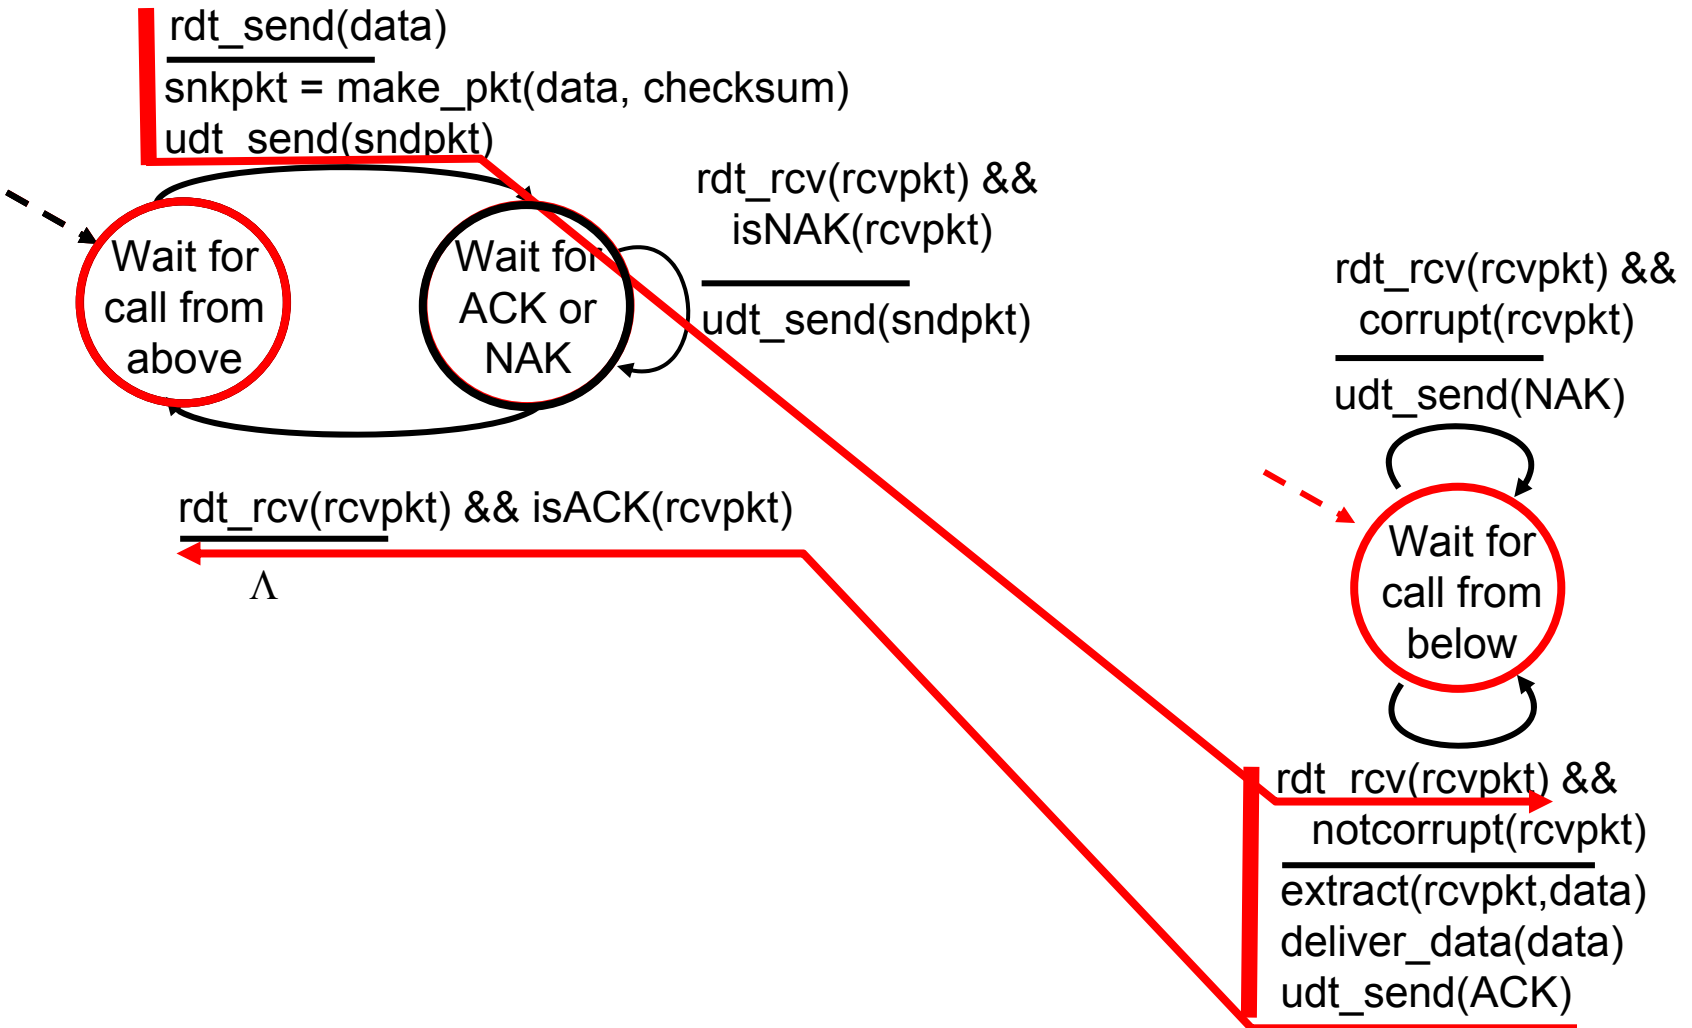 rdt_send(data)
snkpkt = make_pkt(data, checksum)
udt_send(sndpkt)
Wait for
call from
above
Wait for
ACK or
NAK
rdt_rcv(rcvpkt) &&
isNAK(rcvpkt)
udt_send(sndpkt)
rdt_rcv(rcvpkt) && isACK(rcvpkt)
Λ
rdt_rcv(rcvpkt) &&
corrupt(rcvpkt)
udt_send(NAK)
Wait for
call from
below
rdt_rcv(rcvpkt) &&
notcorrupt(rcvpkt)
extract(rcvpkt,data)
deliver_data(data)
udt_send(ACK)